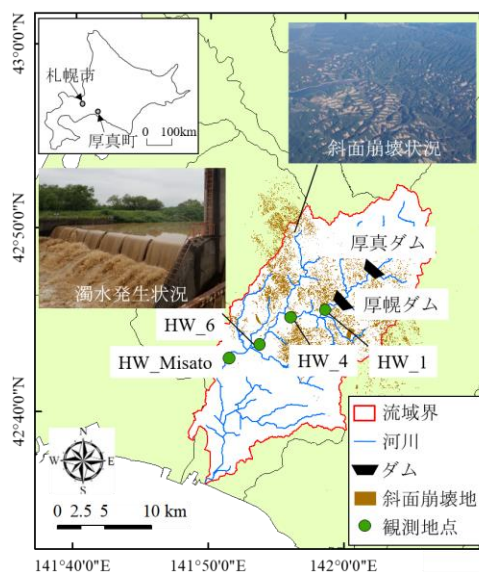 43°0'0"N
42°50'0"N
42°40'0"N
札幌市
厚真町
0 100km
斜面崩壊状況
濁水発生状況
厚真ダム
厚幌ダム
HW_6
HW_Misato
HW_4
HW_1
N
W E
S
0 2.5 5 10 km
流域界
河川
ダム
斜面崩壊地
観測地点
141°40'0"E
141°50'0"E
142°0'0"E